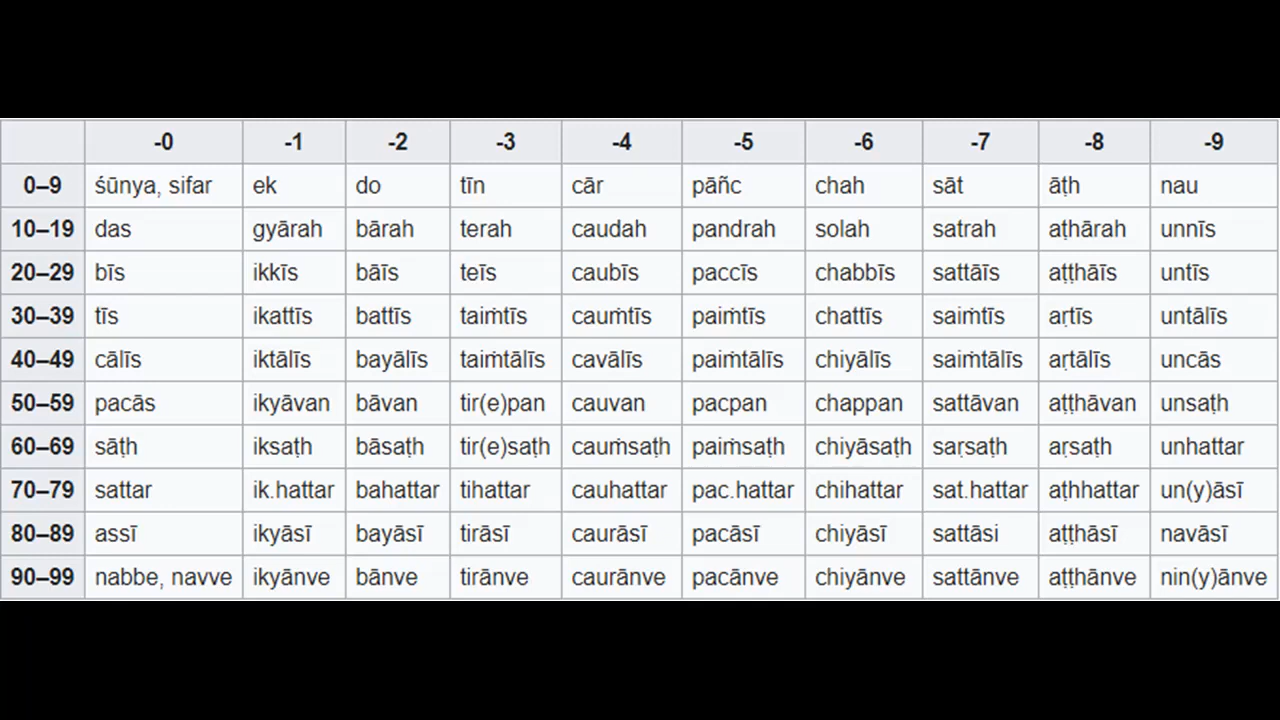 -0 -1 -2 -3 -4 -5 -6 -7 -8 -9
0–9 śūnya, sifar ek do tīn cār pāñc chah sāt āṭh nau
10–19 das gyārah bārah terah caudah pandrah solah satrah aṭhārah unnīs
20–29 bīs ikkīs bāīs teīs caubīs paccīs chabbīs sattāīs aṭṭhāīs untīs
30–39 tīs ikattīs battīs taiṁtīs cauṁtīs paiṁtīs chattīs saiṁtīs aṛtīs untālīs
40–49 cālīs iktālīs bayālīs taiṁtālīs cavālīs paiṁtālīs chiyālīs saiṁtālīs aṛtālīs uncās
50–59 pacās ikyāvan bāvan tir(e)pan cauvan pacpan chappan sattāvan aṭṭhāvan unsaṭh
60–69 sāṭh iksaṭh bāsaṭh tir(e)saṭh cauṁsaṭh paiṁsaṭh chiyāsaṭh saṛsaṭh aṛsaṭh unhattar
70–79 sattar ik.hattar bahattar tihattar cauhattar pac.hattar chihattar sat.hattar aṭhhattar un(y)āsī
80–89 assī ikyāsī bayāsī tirāsī caurāsī pacāsī chiyāsī sattāsi aṭṭhāsī navāsī
90–99 nabbe, navve ikyānve bānve tirānve caurānve pacānve chiyānve sattānve aṭṭhānve nin(y)ānve